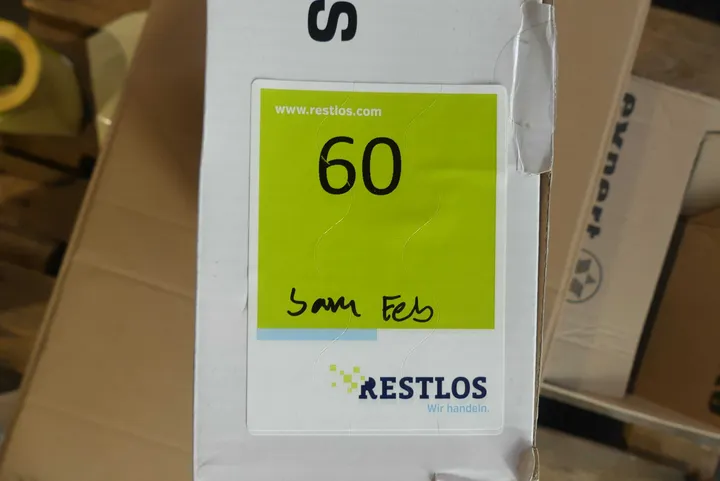 S
www.restlos.com
60
Sam Feb
RESTLOS
Wir handeln.